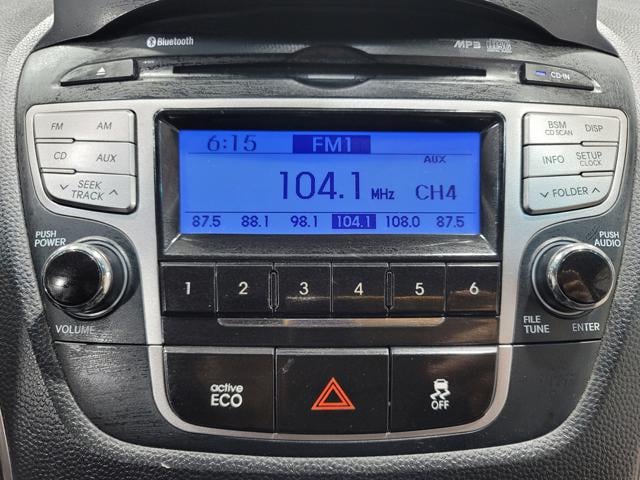 Bluetooth
MP3
CD-IN
FM AM
CD AUX
SEEK
TRACK
PUSH
POWER
VOLUME
6:15 FM1
AUX
104.1 MHz CH4
87.5 88.1 98.1 104.1 108.0 87.5
1 2 3 4 5 6
BSM
CD SCAN
DISP
INFO
SETUP
CLOCK
FOLDER
PUSH
AUDIO
FILE
TUNE
ENTER
active
ECO
OFF